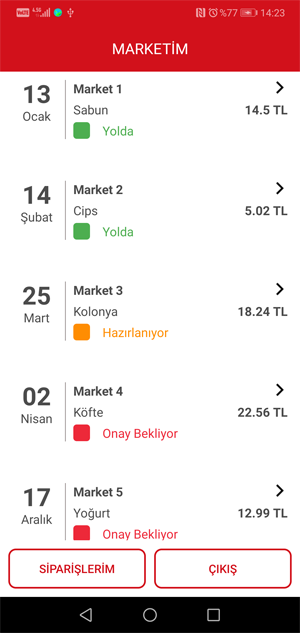 4.5G %77 14:23
MARKETİM
13 Market 1
Ocak Sabun 14.5 TL
Yolda
14 Market 2
Şubat Cips 5.02 TL
Yolda
25 Market 3
Mart Kolonya 18.24 TL
Hazırlanıyor
02 Market 4
Nisan Köfte 22.56 TL
Onay Bekliyor
17 Market 5
Aralık Yoğurt 12.99 TL
Onay Bekliyor
SİPARİŞLERİM ÇIKIŞ